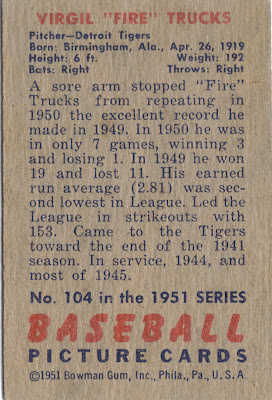 VIRGIL "FIRE" TRUCKS
Pitcher—Detroit Tigers
Born: Birmingham, Ala., Apr. 26, 1919
Height: 6 ft. Weight: 192
Bats: Right Throws: Right
A sore arm stopped "Fire"
Trucks from repeating in
1950 the excellent record he
made in 1949. In 1950 he was
in only 7 games, winning 3
and losing 1. In 1949 he won
19 and lost 11. His earned
run average (2.81) was sec-
ond lowest in League. Led the
League in strikeouts with
153. Came to the Tigers
toward the end of the 1941
season. In service, 1944, and
most of 1945.
No. 104 in the 1951 SERIES
BASEBALL
PICTURE CARDS
©1951 Bowman Gum, Inc., Phila., Pa., U. S. A.